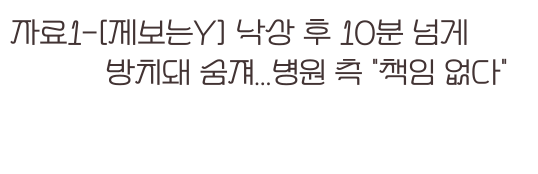 자료1-[제보는Y] 낙상 후 10분 넘게
방치돼 숨져...병원 측 "책임 없다"